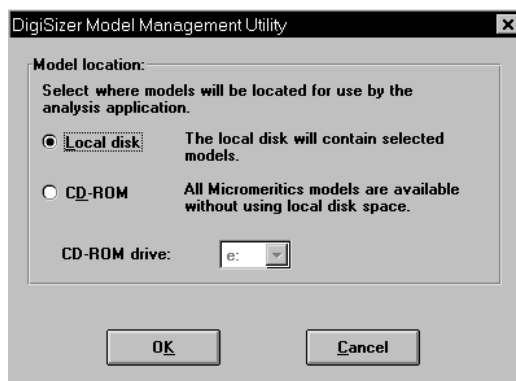 DigiSizer Model Management Utility
Model location:
Select where models will be located for use by the
analysis application.
Local disk The local disk will contain selected
models.
CD-ROM All Micromeritics models are available
without using local disk space.
CD-ROM drive: e:
OK Cancel